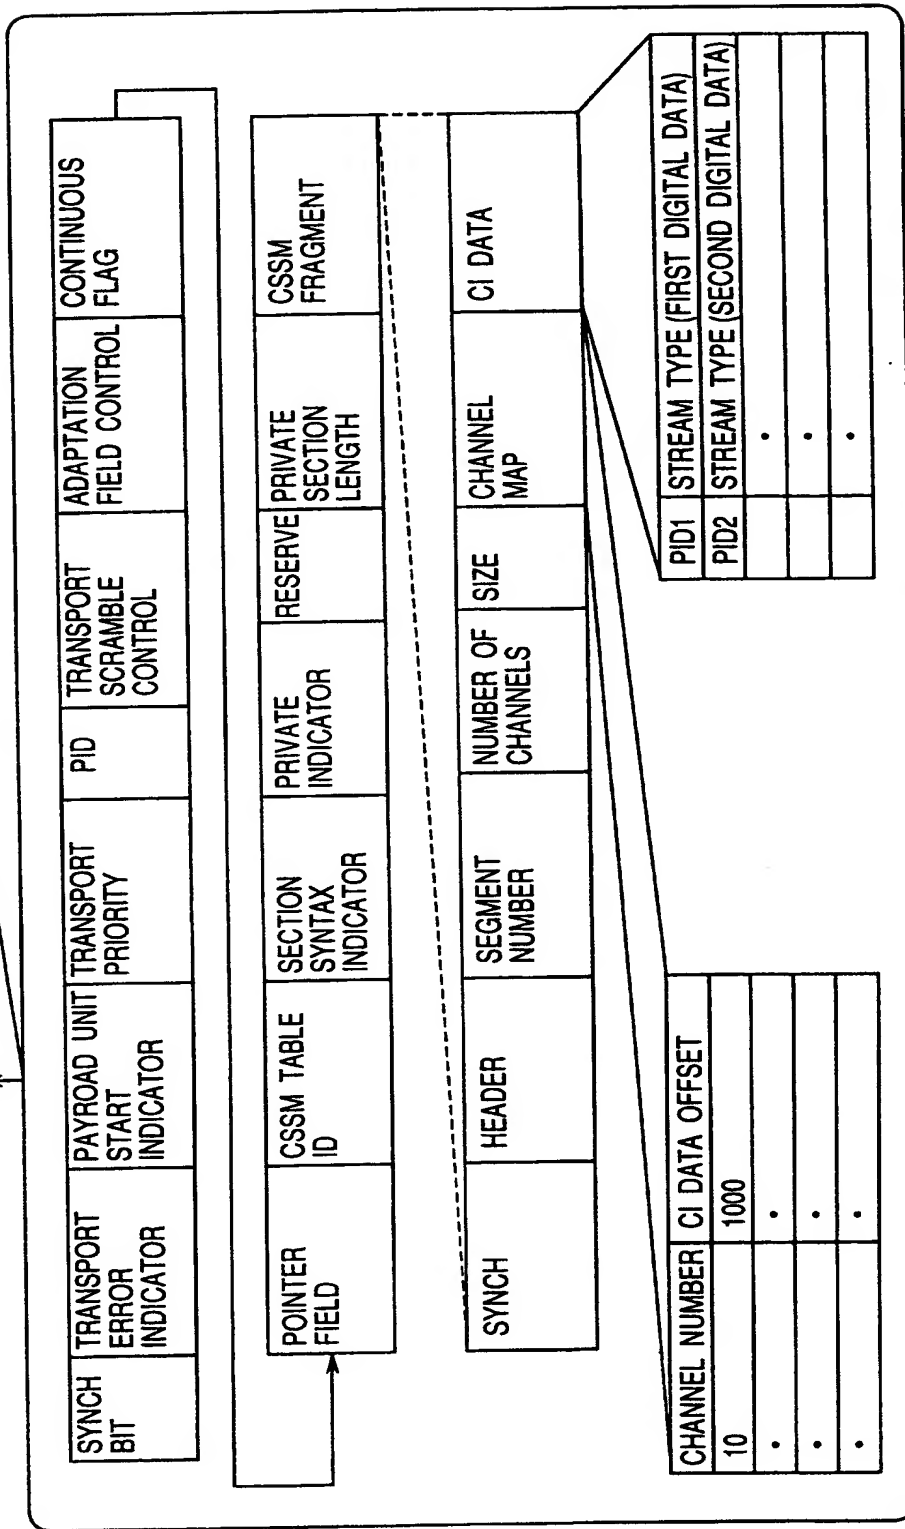 SYNCH
BIT
TRANSPORT
ERROR
INDICATOR
PAYROAD UNIT
START
INDICATOR
TRANSPORT
PRIORITY
PID
TRANSPORT
SCRAMBLE
CONTROL
ADAPTATION
FIELD CONTROL
CONTINUOUS
FLAG
POINTER
FIELD
CSSM TABLE
ID
SECTION
SYNTAX
INDICATOR
PRIVATE
INDICATOR
RESERVE
PRIVATE
SECTION
LENGTH
CSSM
FRAGMENT
SYNCH
HEADER
SEGMENT
NUMBER
NUMBER OF
CHANNELS
SIZE
CHANNEL
MAP
CI DATA
CHANNEL NUMBER
CI DATA OFFSET
10
1000
PID1
STREAM TYPE (FIRST DIGITAL DATA)
PID2
STREAM TYPE (SECOND DIGITAL DATA)